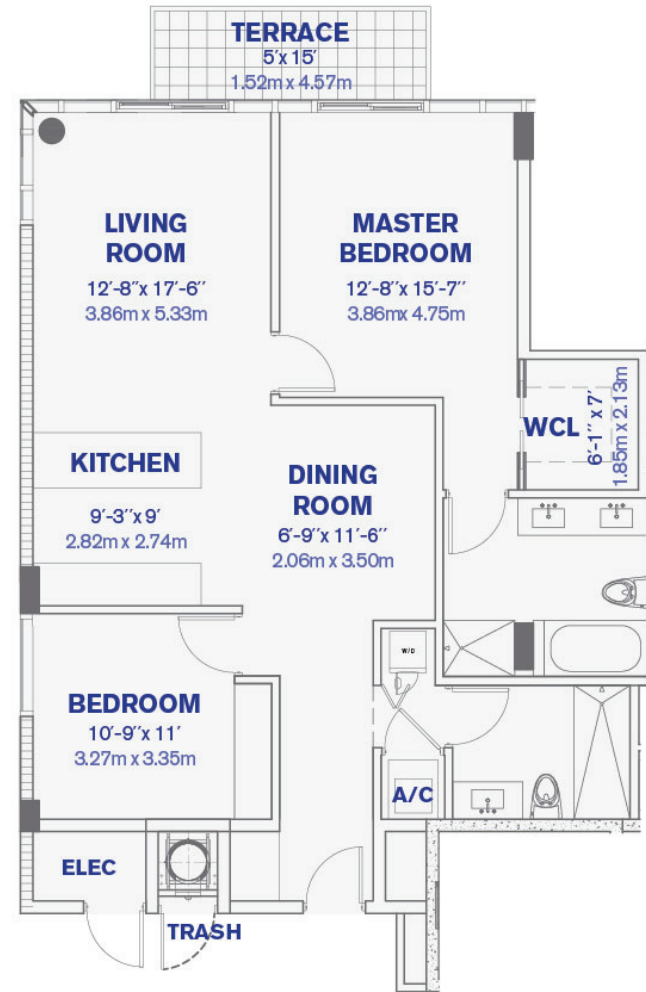 TERRACE
5'x 15'
1.52m x 4.57m
LIVING
ROOM
12'-8''x 17'-6''
3.86m x 5.33m
MASTER
BEDROOM
12'-8''x 15'-7''
3.86mx 4.75m
WCL
6'-1'' x 7'
1.85m x 2.13m
KITCHEN
9'-3''x 9'
2.82m x 2.74m
DINING
ROOM
6'-9''x 11'-6''
2.06m x 3.50m
W/D
BEDROOM
10'-9''x 11'
3.27m x 3.35m
A/C
ELEC
TRASH